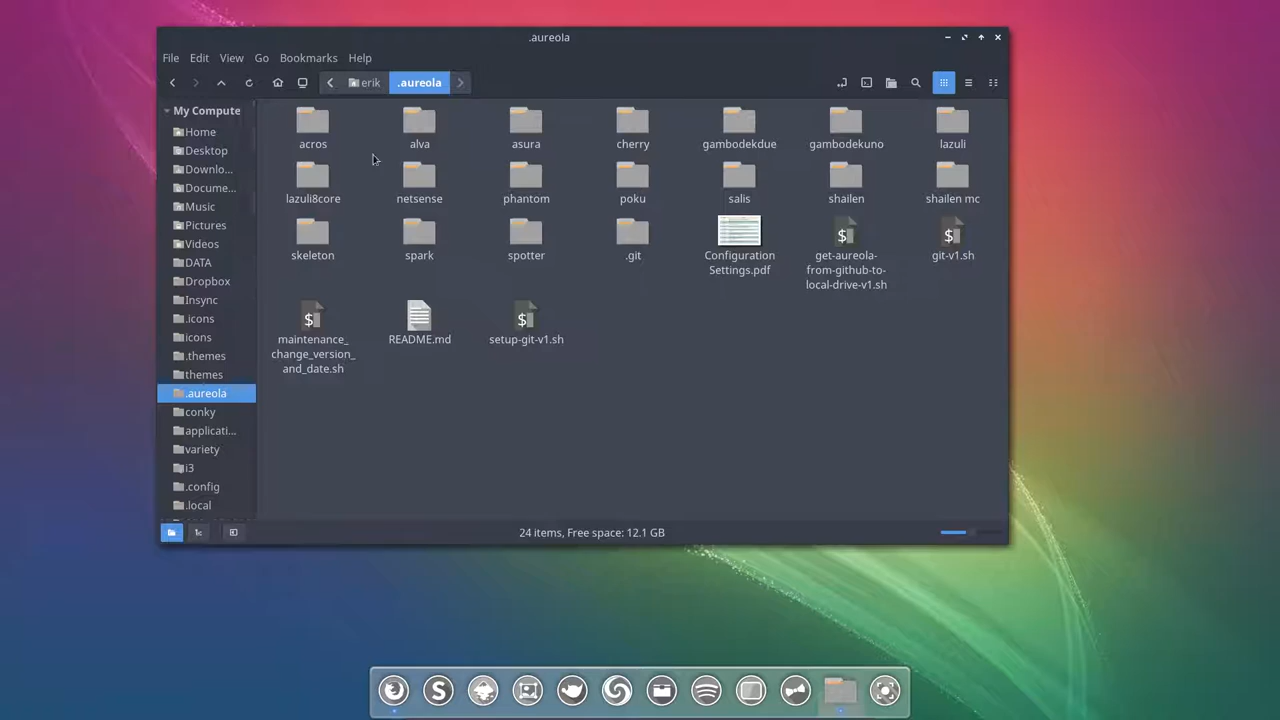 .aureola
File Edit View Go Bookmarks Help
erik .aureola
My Compute
Home
Desktop
Downlo...
Docume...
Music
Pictures
Videos
DATA
Dropbox
Insync
.icons
icons
.themes
themes
.aureola
conky
applicati...
variety
i3
.config
.local
acros alva asura cherry gambodekdue gambodekuno lazuli
lazuli8core netsense phantom poku salis shailen shailen mc
skeleton spark spotter .git Configuration get-aureola- git-v1.sh
Settings.pdf from-github-to-
local-drive-v1.sh
maintenance_ README.md setup-git-v1.sh
change_version_
and_date.sh
24 items, Free space: 12.1 GB